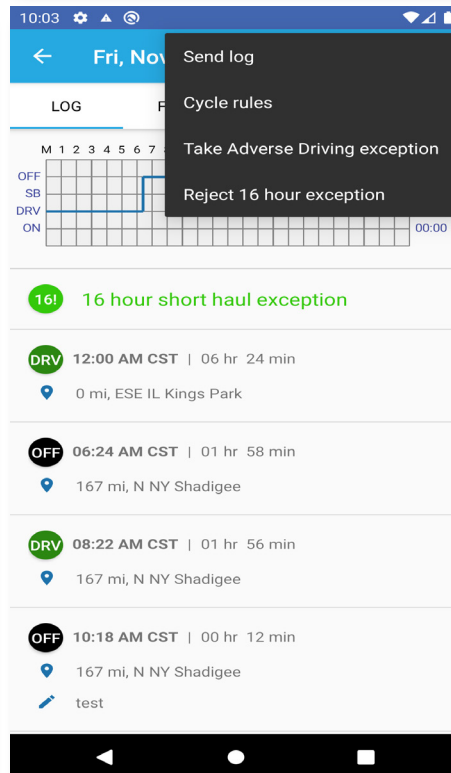 10:03
Fri, Nov
Send log
Cycle rules
Take Adverse Driving exception
Reject 16 hour exception
LOG F
M 1 2 3 4 5 6 7
OFF
SB
DRV
ON 00:00
16! 16 hour short haul exception
DRV 12:00 AM CST | 06 hr 24 min
0 mi, ESE IL Kings Park
OFF 06:24 AM CST | 01 hr 58 min
167 mi, N NY Shadigee
DRV 08:22 AM CST | 01 hr 56 min
167 mi, N NY Shadigee
OFF 10:18 AM CST | 00 hr 12 min
167 mi, N NY Shadigee
test